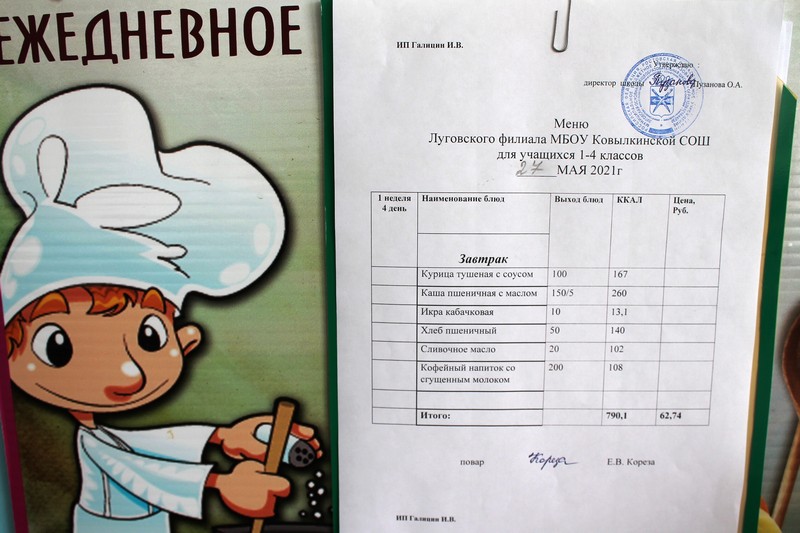 ЕЖЕДНЕВНОЕ
ИП Галицин И.В.
Утверждаю :
директор школы Пузанова О.А.
Меню
Луговского филиала МБОУ Ковылкинской СОШ
для учащихся 1-4 классов
27 МАЯ 2021г
1 неделя 4 день Наименование блюд Выход блюд ККАЛ Цена, Руб.
Завтрак
Курица тушеная с соусом 100 167
Каша пшеничная с маслом 150/5 260
Икра кабачковая 10 13,1
Хлеб пшеничный 50 140
Сливочное масло 20 102
Кофейный напиток со сгущенным молоком 200 108
Итого: 790,1 62,74
повар Кореза Е.В. Кореза
ИП Галицин И.В.